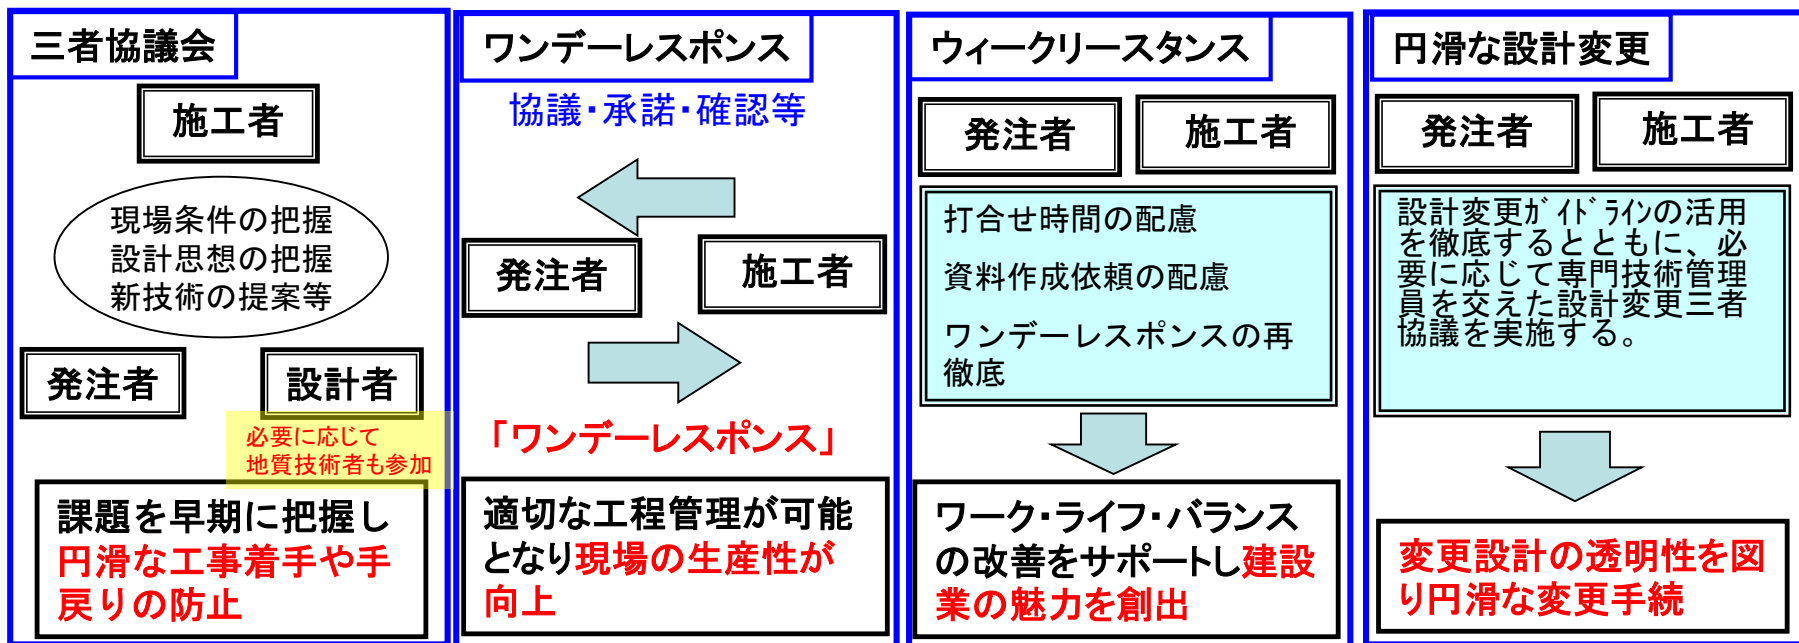 三者協議会
施工者
現場条件の把握
設計思想の把握
新技術の提案等
発注者
設計者
必要に応じて
地質技術者も参加
課題を早期に把握し
円滑な工事着手や手
戻りの防止
ワンデーレスポンス
協議・承諾・確認等
発注者
施工者
「ワンデーレスポンス」
適切な工程管理が可能
となり現場の生産性が
向上
ウィークリースタンス
発注者
施工者
打合せ時間の配慮
資料作成依頼の配慮
ワンデーレスポンスの再
徹底
ワーク・ライフ・バランス
の改善をサポートし建設
業の魅力を創出
円滑な設計変更
発注者
施工者
設計変更ｶﾞｲﾄﾞﾗｲﾝの活用
を徹底するとともに、必
要に応じて専門技術管理
員を交えた設計変更三者
協議を実施する。
変更設計の透明性を図
り円滑な変更手続